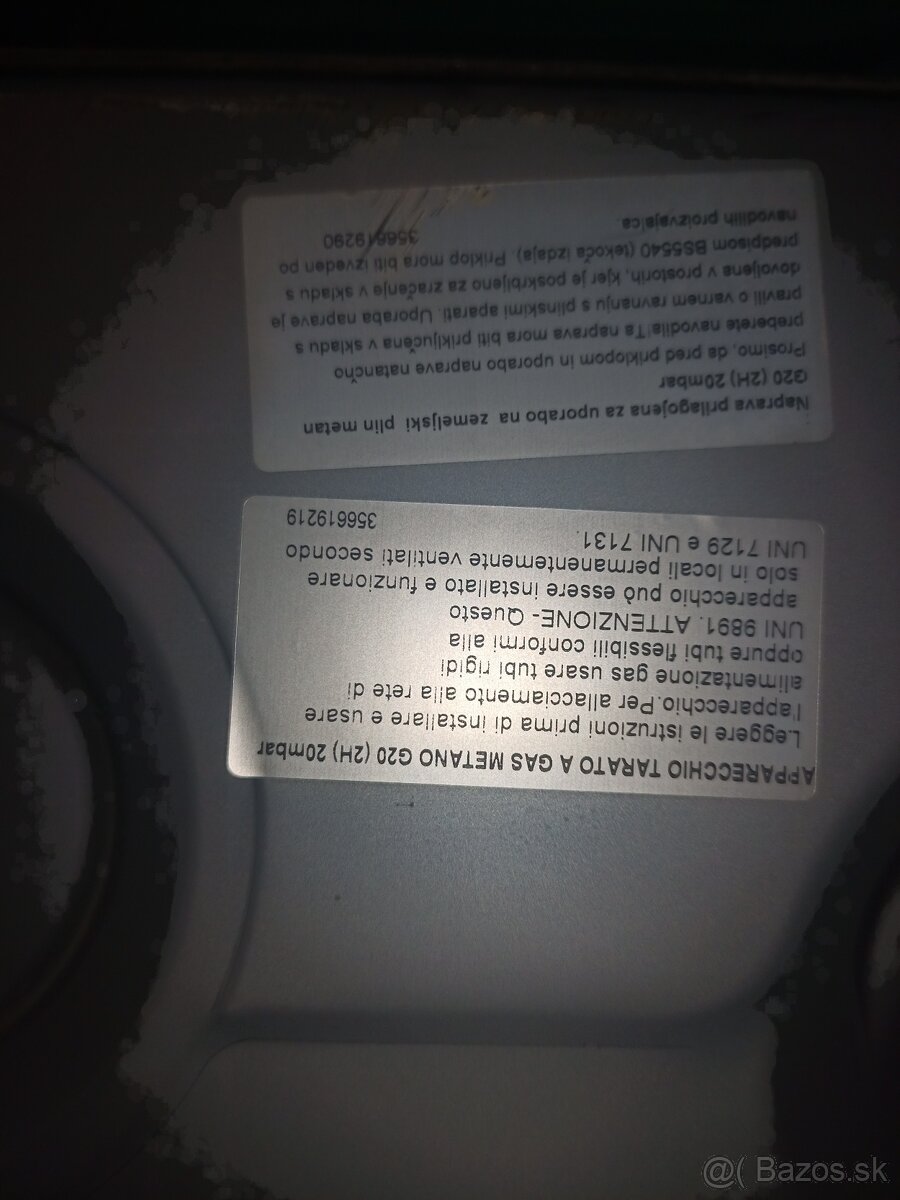 APPARECCHIO TARATO A GAS METANO G20 (2H) 20mbar
Leggere le istruzioni prima di installare e usare
l'apparecchio.Per allacciamento alla rete di
alimentazione gas usare tubi rigidi
oppure tubi flessibili conformi alla
UNI 9891. ATTENZIONE- Questo
apparecchio può essere installato e funzionare
solo in locali permanentemente ventilati secondo
UNI 7129 e UNI 7131.
356619219
Naprava prilagojena za uporabo na zemeljski plin metan
G20 (2H) 20mbar
Prosimo, da pred priklopom in uporabo naprave natančno
preberete navodila!Ta naprava mora biti priključena v skladu s
pravili o varnem ravnanju s plinskimi aparati. Uporaba naprave je
dovoljena v prostorih, kjer je poskrbljeno za zračenje v skladu s
predpisom BS5540 (tekoča izdaja). Priklop mora biti izveden po
navodilih proizvajalca.
356619290
@( Bazos.sk